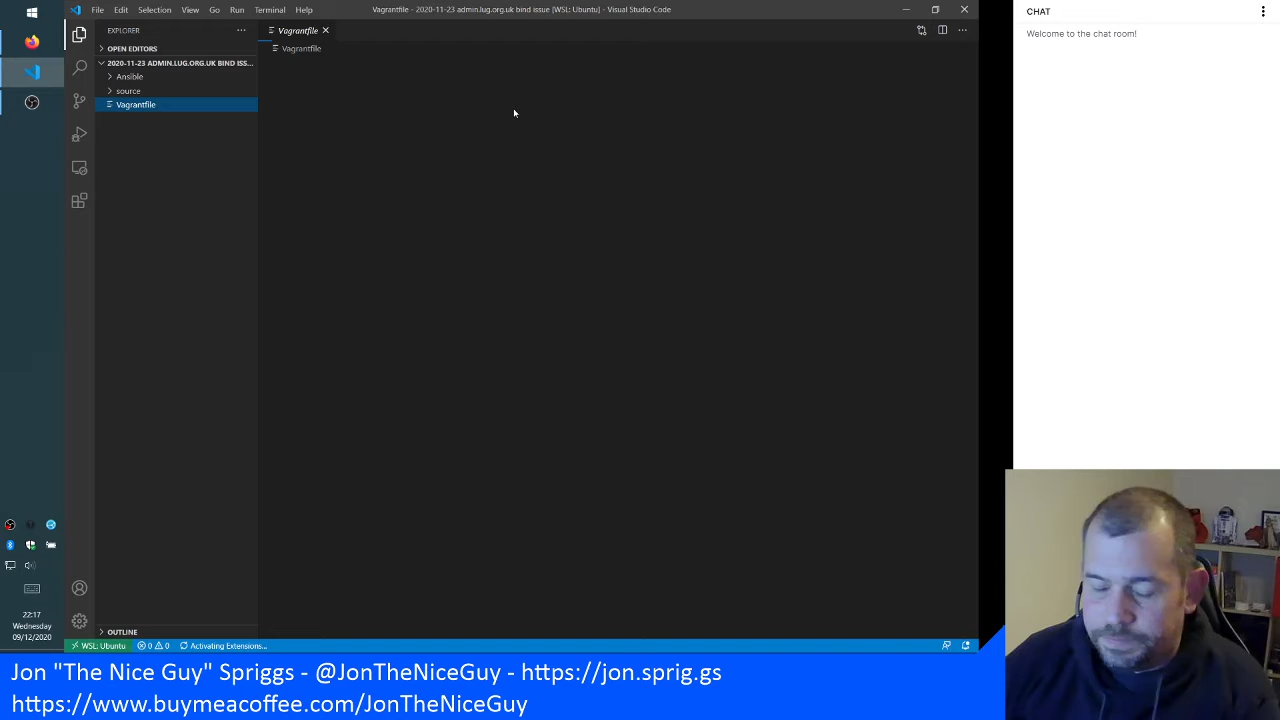 File Edit Selection View Go Run Terminal Help
Vagrantfile - 2020-11-23 admin.lug.org.uk bind issue [WSL: Ubuntu] - Visual Studio Code
EXPLORER
OPEN EDITORS
2020-11-23 ADMIN.LUG.ORG.UK BIND ISS...
Ansible
source
Vagrantfile
OUTLINE
Vagrantfile
Vagrantfile
CHAT
Welcome to the chat room!
22:17
Wednesday
09/12/2020
WSL: Ubuntu 0 0 Activating Extensions...
Jon "The Nice Guy" Spriggs - @JonTheNiceGuy - https://jon.sprig.gs
https://www.buymeacoffee.com/JonTheNiceGuy